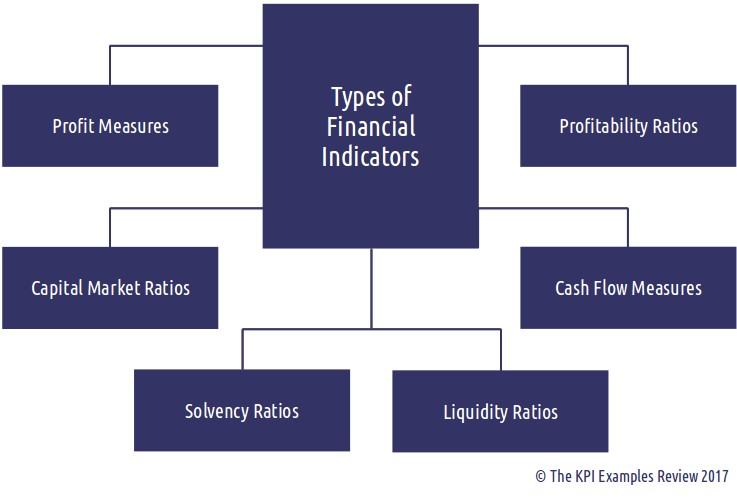 Types of
Financial
Indicators
Profit Measures
Profitability Ratios
Capital Market Ratios
Cash Flow Measures
Solvency Ratios
Liquidity Ratios
© The KPI Examples Review 2017